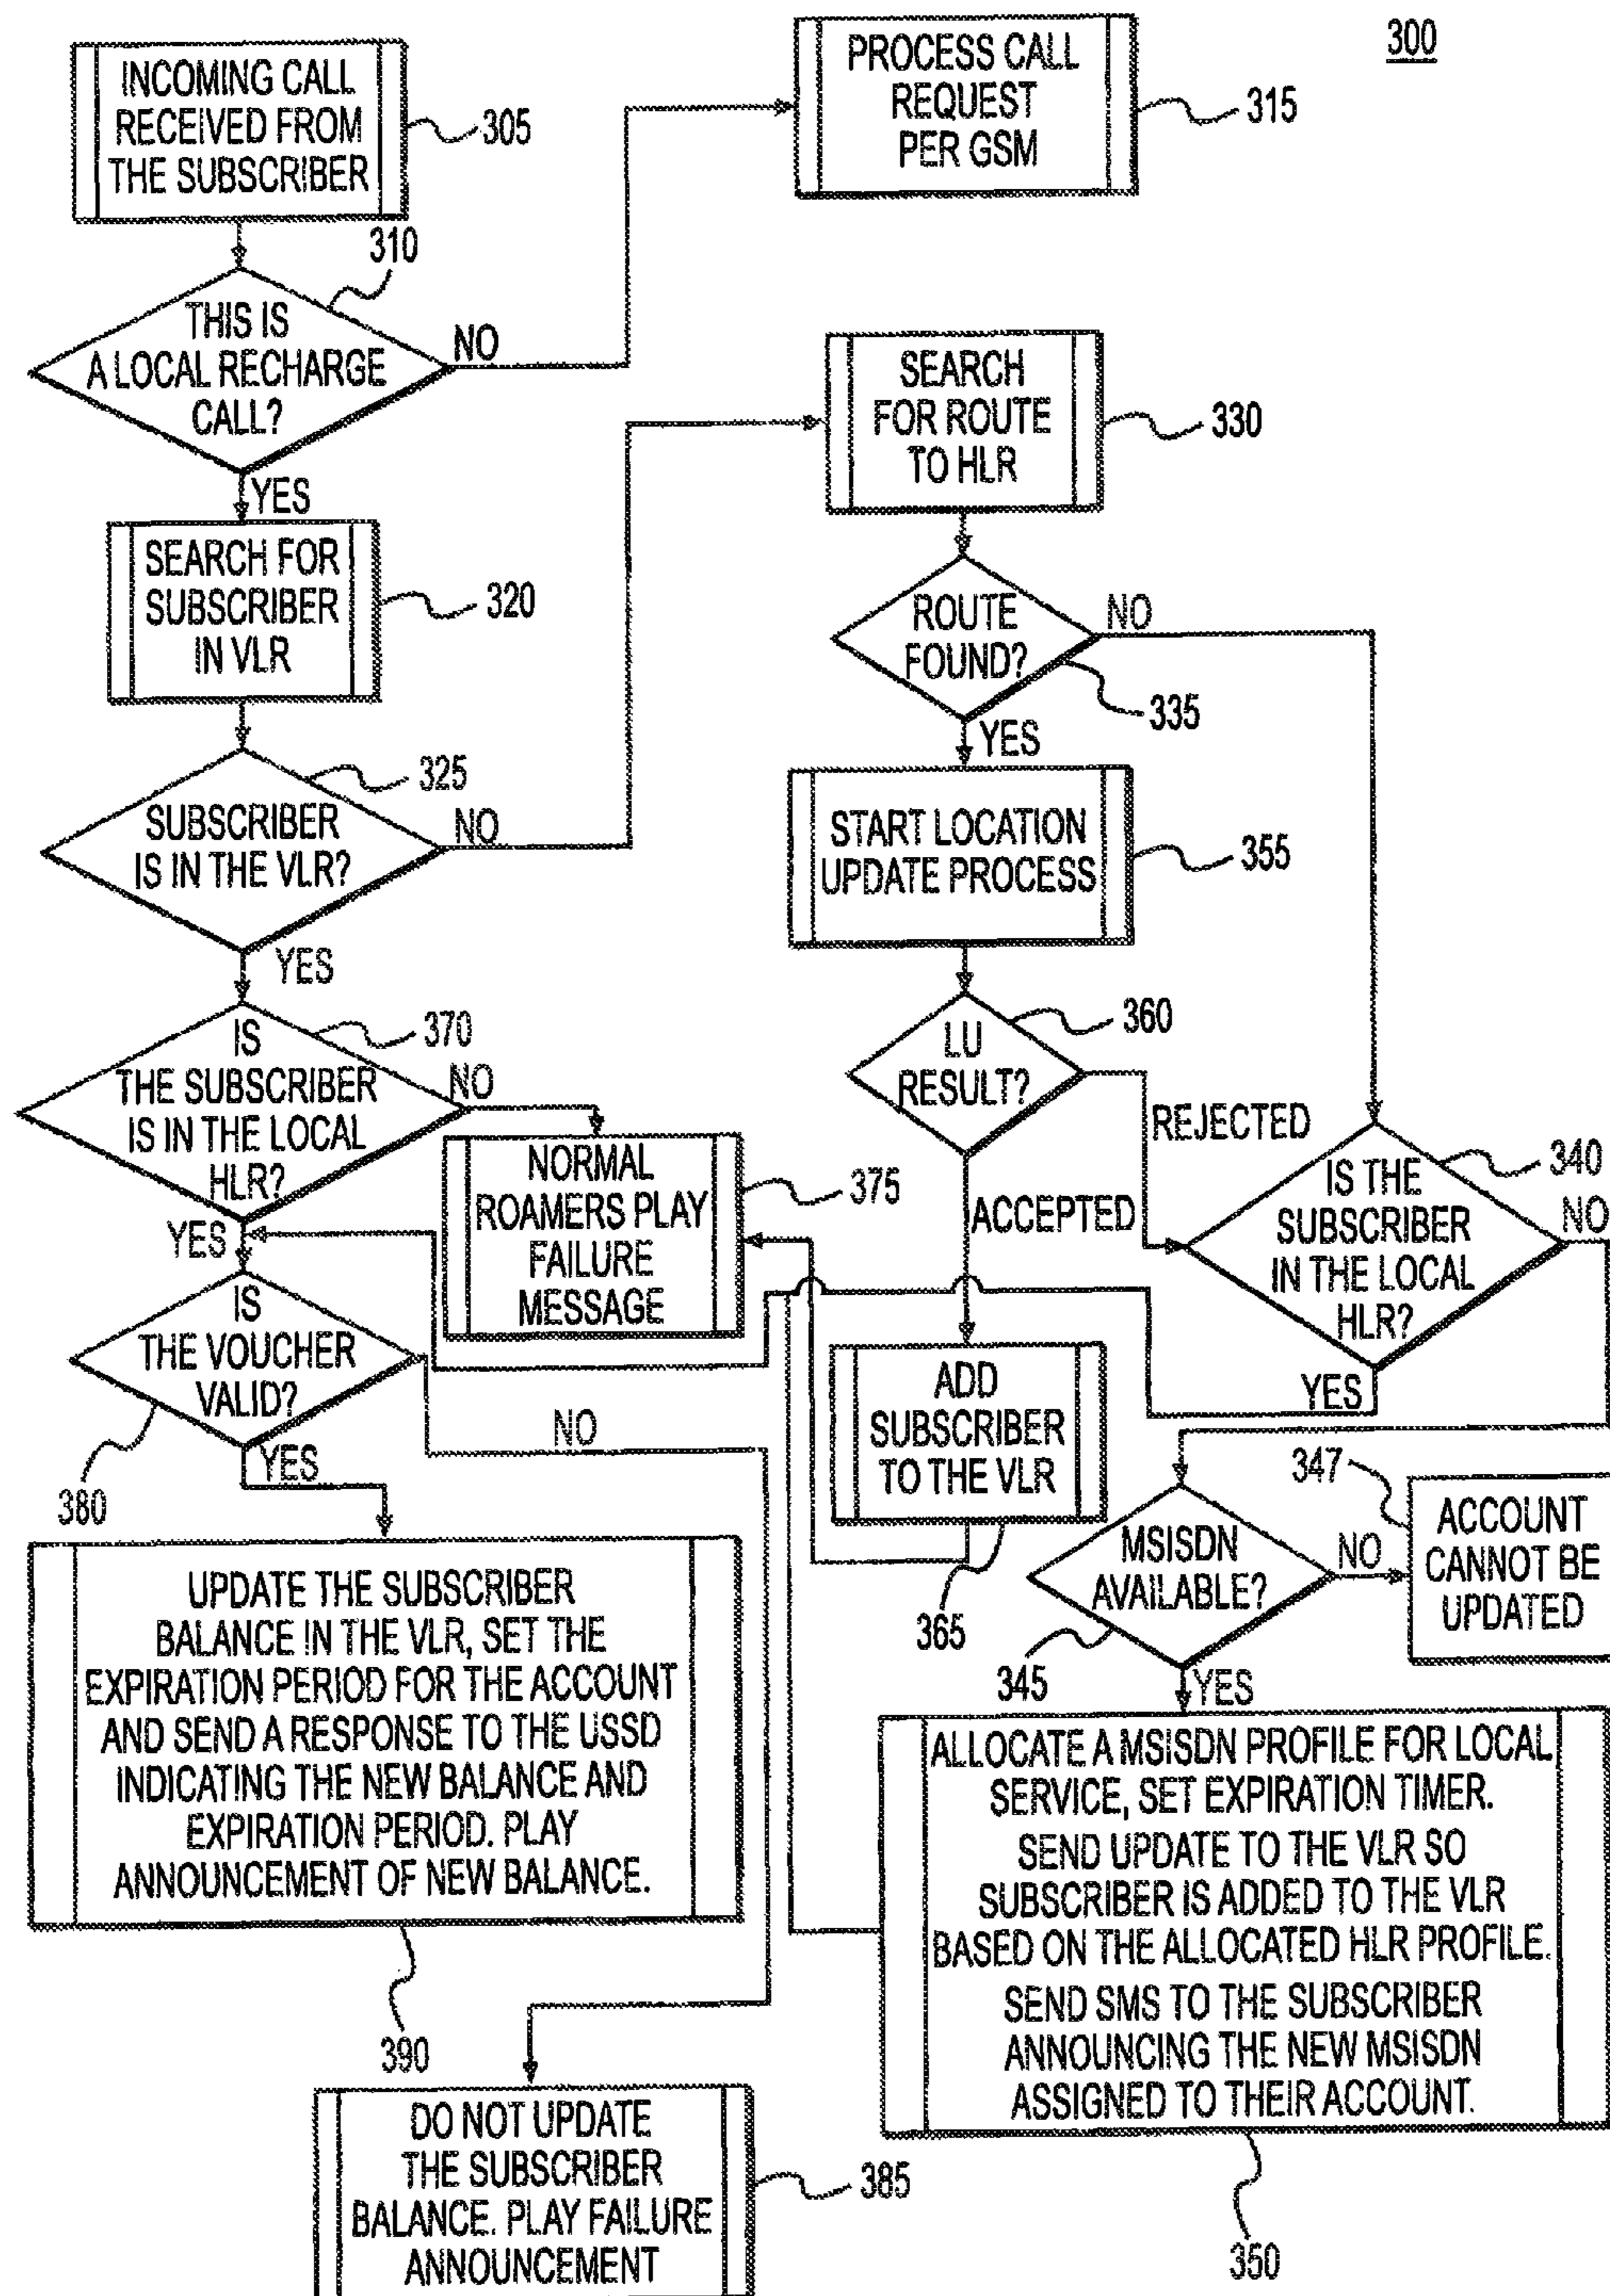 300
INCOMING CALL
RECEIVED FROM
THE SUBSCRIBER
305
PROCESS CALL
REQUEST
PER GSM
315
310
THIS IS
A LOCAL RECHARGE
CALL?
NO
YES
SEARCH FOR
SUBSCRIBER
IN VLR
320
325
SUBSCRIBER
IS IN THE VLR?
NO
YES
SEARCH
FOR ROUTE
TO HLR
330
ROUTE
FOUND?
NO
335
YES
START LOCATION
UPDATE PROCESS
355
LU
RESULT?
360
REJECTED
ACCEPTED
370
IS
THE SUBSCRIBER
IS IN THE LOCAL
HLR?
NO
YES
NORMAL
ROAMERS PLAY
FAILURE
MESSAGE
375
340
IS THE
SUBSCRIBER
IN THE LOCAL
HLR?
NO
YES
IS
THE VOUCHER
VALID?
380
NO
YES
ADD
SUBSCRIBER
TO THE VLR
365
MSISDN
AVAILABLE?
345
NO
YES
347
ACCOUNT
CANNOT BE
UPDATED
UPDATE THE SUBSCRIBER
BALANCE IN THE VLR, SET THE
EXPIRATION PERIOD FOR THE ACCOUNT
AND SEND A RESPONSE TO THE USSD
INDICATING THE NEW BALANCE AND
EXPIRATION PERIOD. PLAY
ANNOUNCEMENT OF NEW BALANCE.
390
ALLOCATE A MSISDN PROFILE FOR LOCAL
SERVICE, SET EXPIRATION TIMER.
SEND UPDATE TO THE VLR SO
SUBSCRIBER IS ADDED TO THE VLR
BASED ON THE ALLOCATED HLR PROFILE.
SEND SMS TO THE SUBSCRIBER
ANNOUNCING THE NEW MSISDN
ASSIGNED TO THEIR ACCOUNT.
350
DO NOT UPDATE
THE SUBSCRIBER
BALANCE. PLAY FAILURE
ANNOUNCEMENT
385